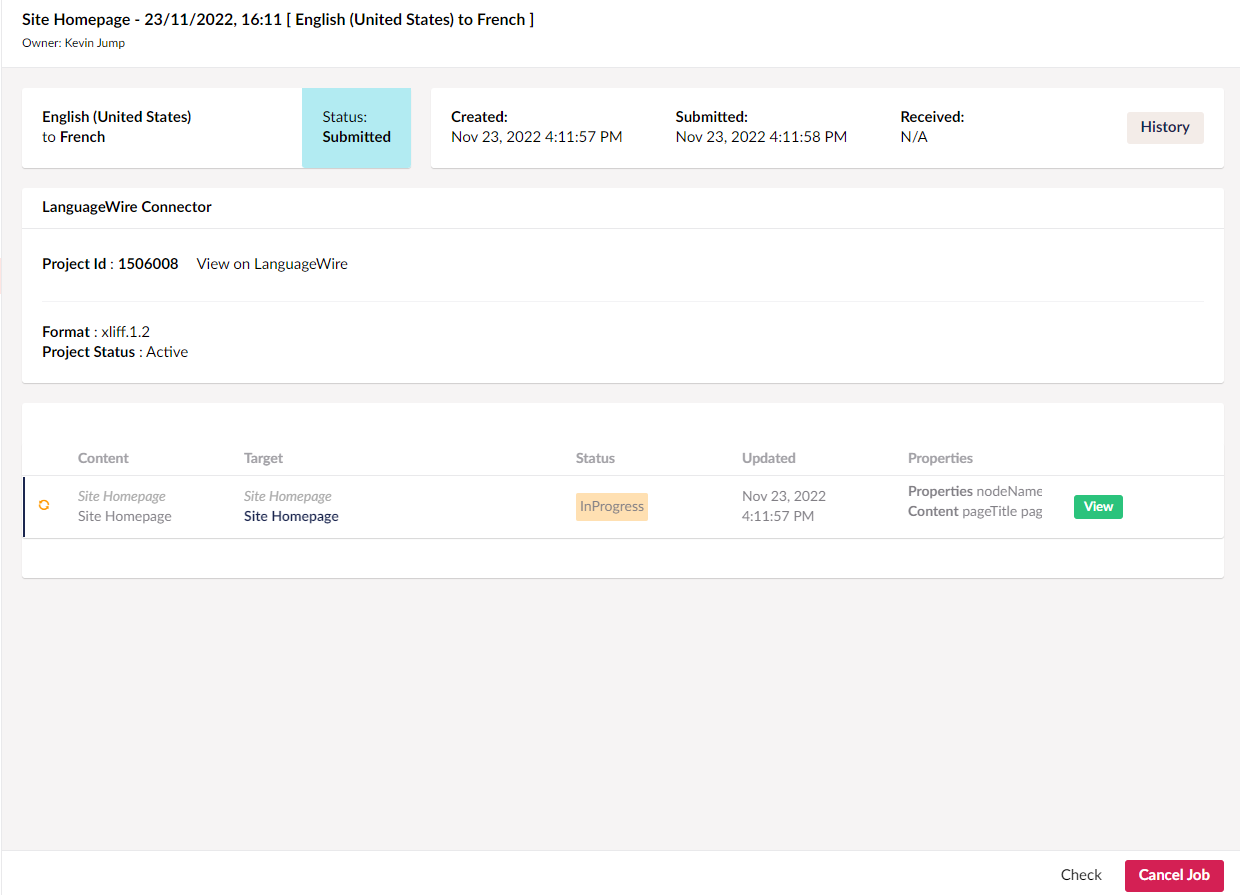 Site Homepage - 23/11/2022, 16:11 [ English (United States) to French ]
Owner: Kevin Jump
English (United States)
to French
Status:
Submitted
Created:
Nov 23, 2022 4:11:57 PM
Submitted:
Nov 23, 2022 4:11:58 PM
Received:
N/A
History
LanguageWire Connector
Project Id : 1506008 View on LanguageWire
Format : xliff.1.2
Project Status : Active
Content Target Status Updated Properties
Site Homepage
Site Homepage
Site Homepage
Site Homepage
InProgress
Nov 23, 2022
4:11:57 PM
Properties nodeName
Content pageTitle pag
View
Check
Cancel Job